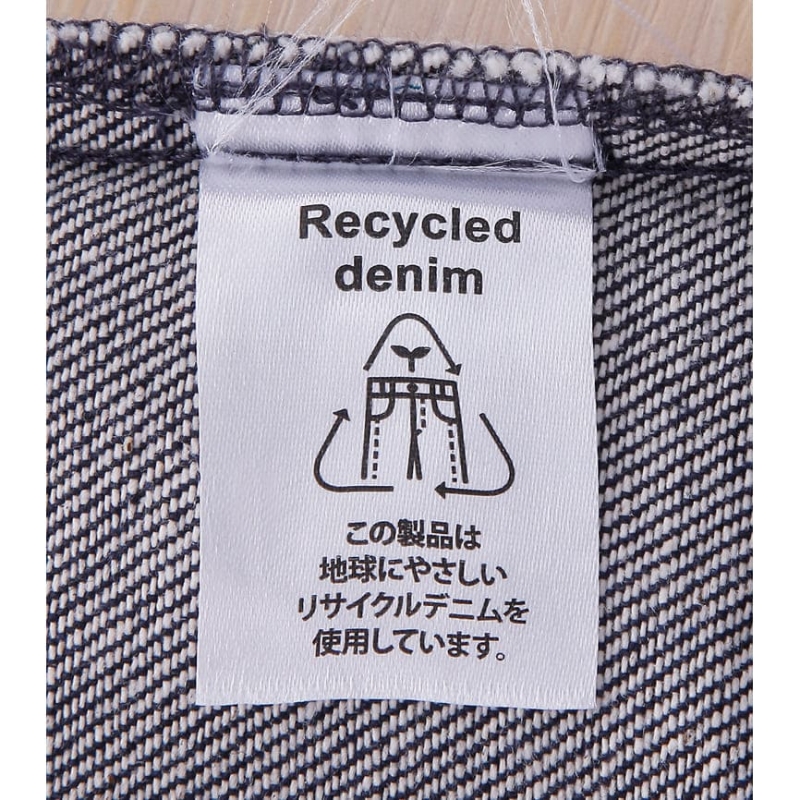 Recycled
denim
この製品は
地球にやさしい
リサイクルデニムを
使用しています。